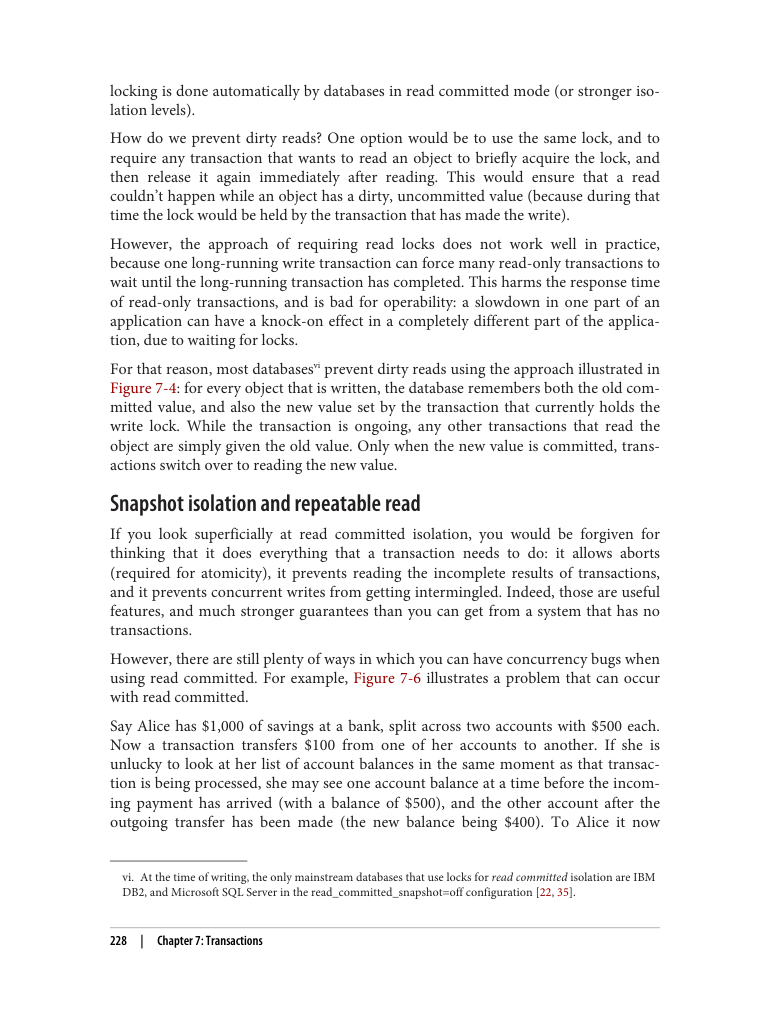 locking is done automatically by databases in read committed mode (or stronger iso-
lation levels).
How do we prevent dirty reads? One option would be to use the same lock, and to
require any transaction that wants to read an object to briefly acquire the lock, and
then release it again immediately after reading. This would ensure that a read
couldn’t happen while an object has a dirty, uncommitted value (because during that
time the lock would be held by the transaction that has made the write).
However, the approach of requiring read locks does not work well in practice,
because one long-running write transaction can force many read-only transactions to
wait until the long-running transaction has completed. This harms the response time
of read-only transactions, and is bad for operability: a slowdown in one part of an
application can have a knock-on effect in a completely different part of the applica-
tion, due to waiting for locks.
For that reason, most databasesvi prevent dirty reads using the approach illustrated in
Figure 7-4: for every object that is written, the database remembers both the old com-
mitted value, and also the new value set by the transaction that currently holds the
write lock. While the transaction is ongoing, any other transactions that read the
object are simply given the old value. Only when the new value is committed, trans-
actions switch over to reading the new value.
Snapshot isolation and repeatable read
If you look superficially at read committed isolation, you would be forgiven for
thinking that it does everything that a transaction needs to do: it allows aborts
(required for atomicity), it prevents reading the incomplete results of transactions,
and it prevents concurrent writes from getting intermingled. Indeed, those are useful
features, and much stronger guarantees than you can get from a system that has no
transactions.
However, there are still plenty of ways in which you can have concurrency bugs when
using read committed. For example, Figure 7-6 illustrates a problem that can occur
with read committed.
Say Alice has $1,000 of savings at a bank, split across two accounts with $500 each.
Now a transaction transfers $100 from one of her accounts to another. If she is
unlucky to look at her list of account balances in the same moment as that transac-
tion is being processed, she may see one account balance at a time before the incom-
ing payment has arrived (with a balance of $500), and the other account after the
outgoing transfer has been made (the new balance being $400). To Alice it now
vi. At the time of writing, the only mainstream databases that use locks for read committed isolation are IBM
DB2, and Microsoft SQL Server in the read_committed_snapshot=off configuration [22, 35].
228 | Chapter 7: Transactions